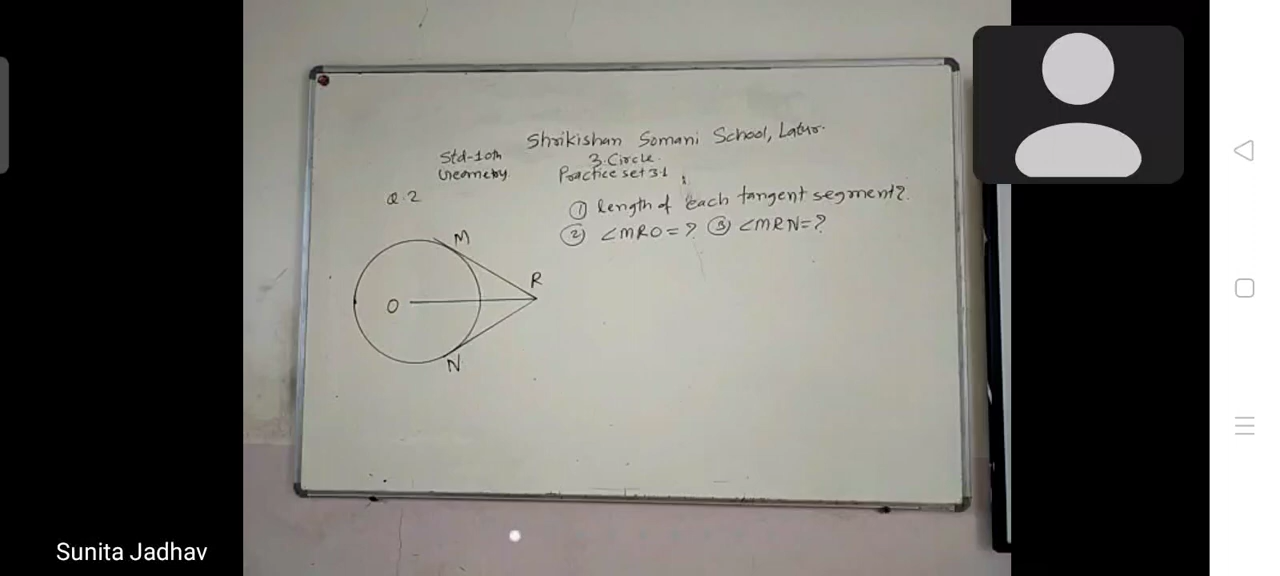 Shrikishan Somani School, Latur.
Std-10th
3. Circle.
Geometry
Practice set 3.1
Q.2
① length of each tangent segment?
② ∠MRO=? ③ ∠MRN=?
M
R
O
N
Sunita Jadhav